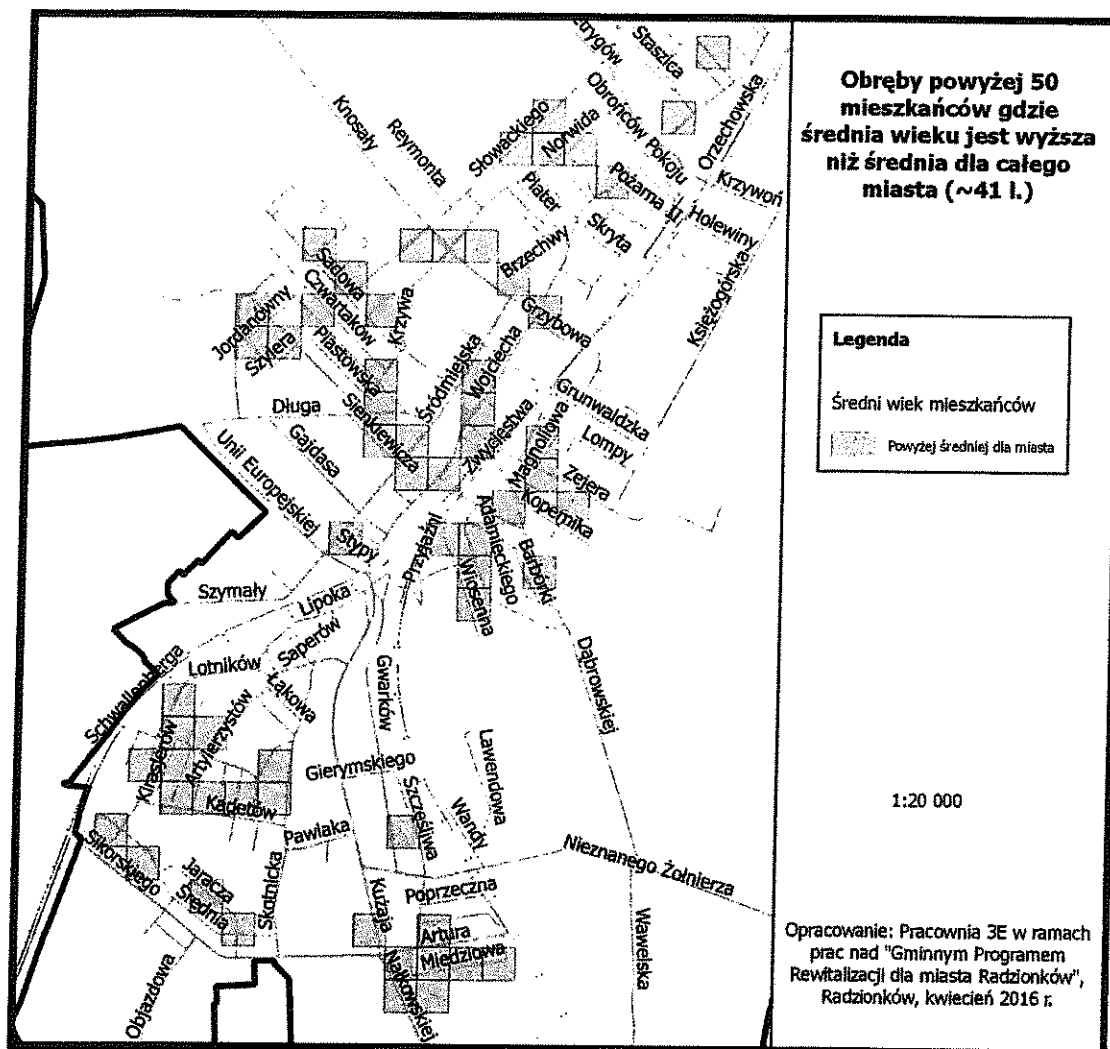 Staszica
Obrońców Pokoju
Orzechowska
Knosały
Reymonta
Słowackiego
Norwida
Pożarna II
Krzywoń
Holewiny
Plater
Skryta
Brzechwy
Księżogórska
Sadowa
Czwartaków
Krzywa
Grzybowa
Jordanówny
Szylera
Piastowska
Śródmiejska
Wojciecha
Długa
Sienkiewicza
Zwycięstwa
Grunwaldzka
Magnoliowa
Lompy
Gajdasa
Unii Europejskiej
Zejera
Kopernika
Stypy
Przyjaźni
Adamieckiego
Barbórki
Wiosenna
Szymały
Lipoka
Saperów
Lotników
Schwallenberga
Łąkowa
Gwarków
Dąbrowskiej
Kirasjerów
Artylerzystów
Gierymskiego
Lawendowa
Kadetów
Szczęśliwa
Wandy
Pawlaka
Nieznanego Żołnierza
Sikorskiego
Jaracza
Średnia
Skotnicka
Poprzeczna
Kużaja
Artura
Miedziowa
Wawelska
Objazdowa
Nałkowskiej
Obręby powyżej 50
mieszkańców gdzie
średnia wieku jest wyższa
niż średnia dla całego
miasta (~41 l.)
Legenda
Średni wiek mieszkańców
Powyżej średniej dla miasta
1:20 000
Opracowanie: Pracownia 3E w ramach
prac nad "Gminnym Programem
Rewitalizacji dla miasta Radzionków",
Radzionków, kwiecień 2016 r.